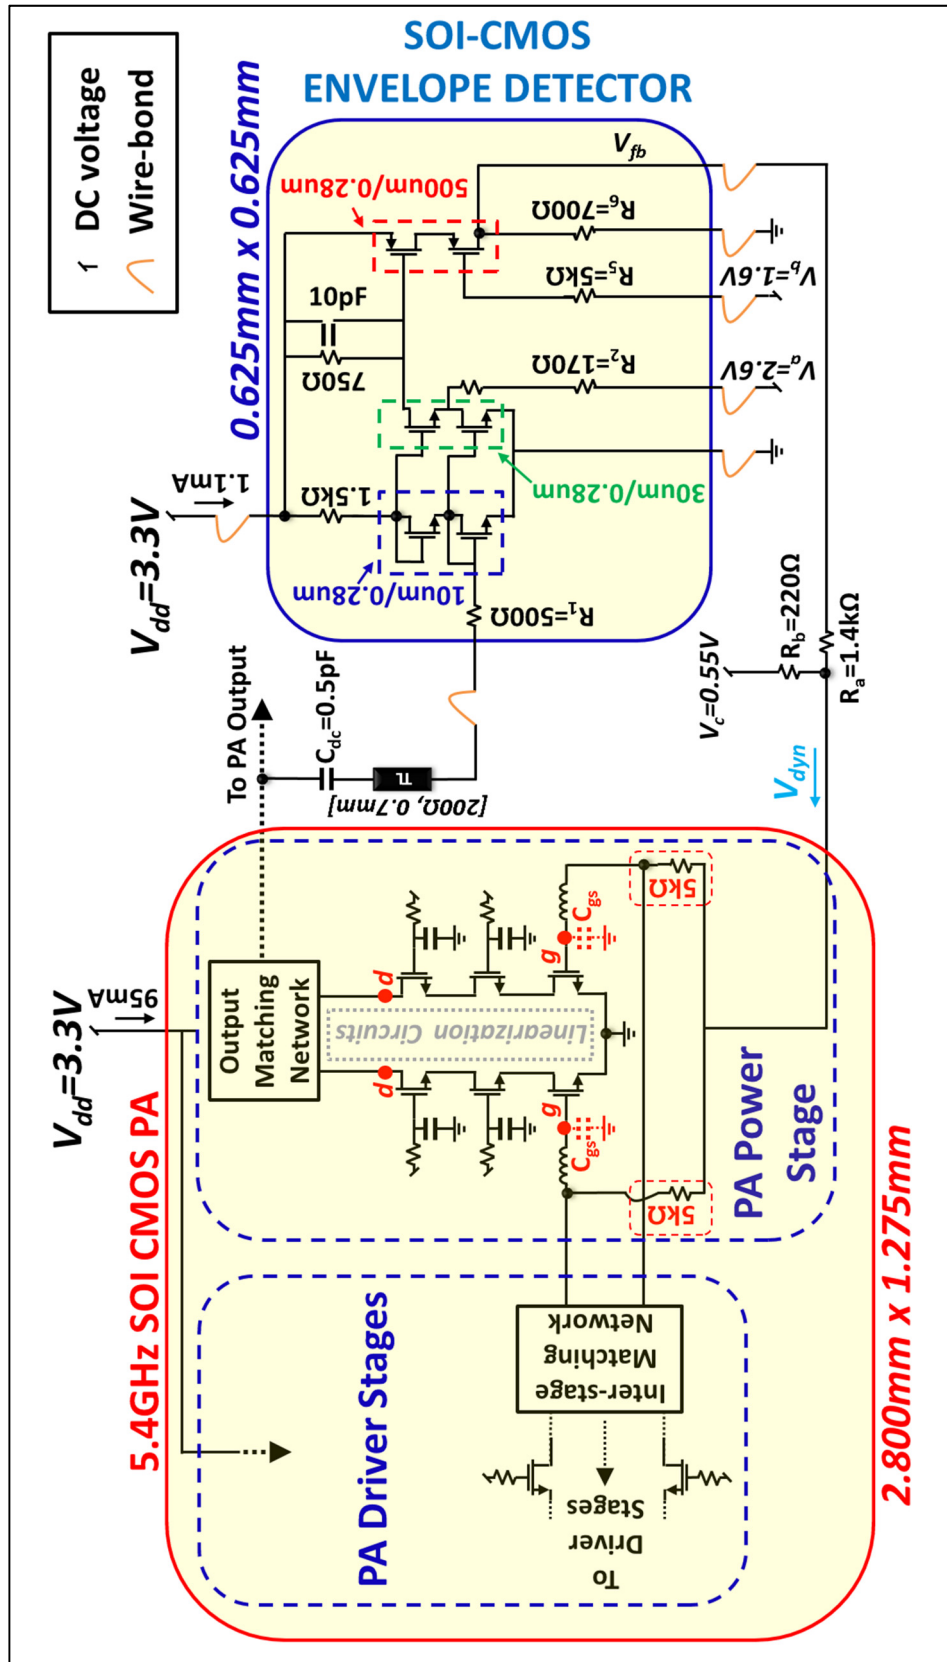 DC voltage
Wire-bond
SOI-CMOS
ENVELOPE DETECTOR
0.625mm x 0.625mm
5.4GHz SOI CMOS PA
2.800mm x 1.275mm
V_dd=3.3V
95mA
V_dd=3.3V
1.1mA
To PA Output
C_dc=0.5pF
TL
[200Ω, 0.7mm]
R_1=500Ω
1.5kΩ
10um/0.28um
30um/0.28um
750Ω
10pF
500um/0.28um
R_2=170Ω
R_5=5kΩ
R_6=700Ω
V_fb
V_a=2.6V
V_b=1.6V
V_c=0.55V
R_b=220Ω
R_a=1.4kΩ
V_dyn
Output
Matching
Network
d
d
Linearization Circuits
g
g
C_gs
C_gs
5kΩ
5kΩ
PA Power
Stage
PA Driver Stages
Inter-stage
Matching
Network
To
Driver
Stages